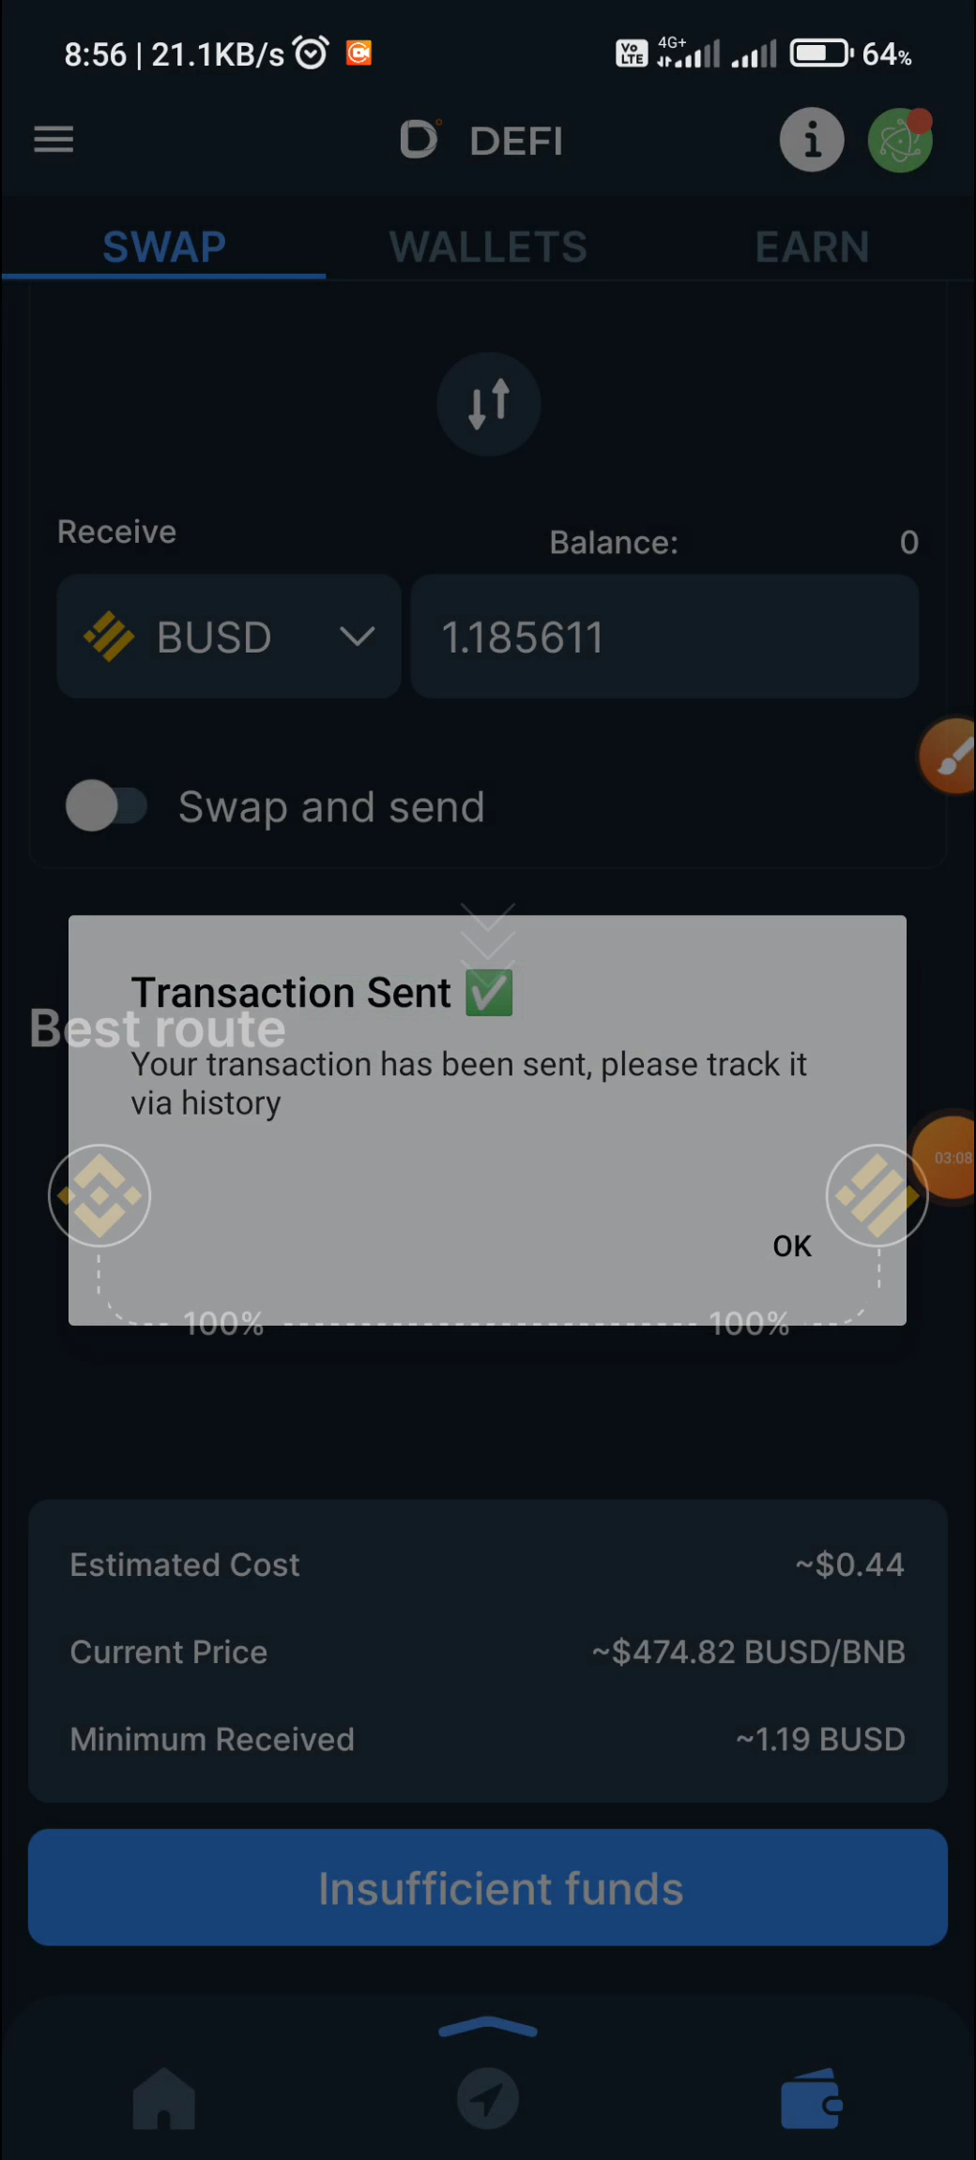 8:56 | 21.1KB/s
Vo LTE 4G+ 64%
DEFI
SWAP WALLETS EARN
Receive Balance: 0
BUSD 1.185611
Swap and send
Transaction Sent ✅
Best route
Your transaction has been sent, please track it
via history
03:08
OK
100% 100%
Estimated Cost ~$0.44
Current Price ~$474.82 BUSD/BNB
Minimum Received ~1.19 BUSD
Insufficient funds